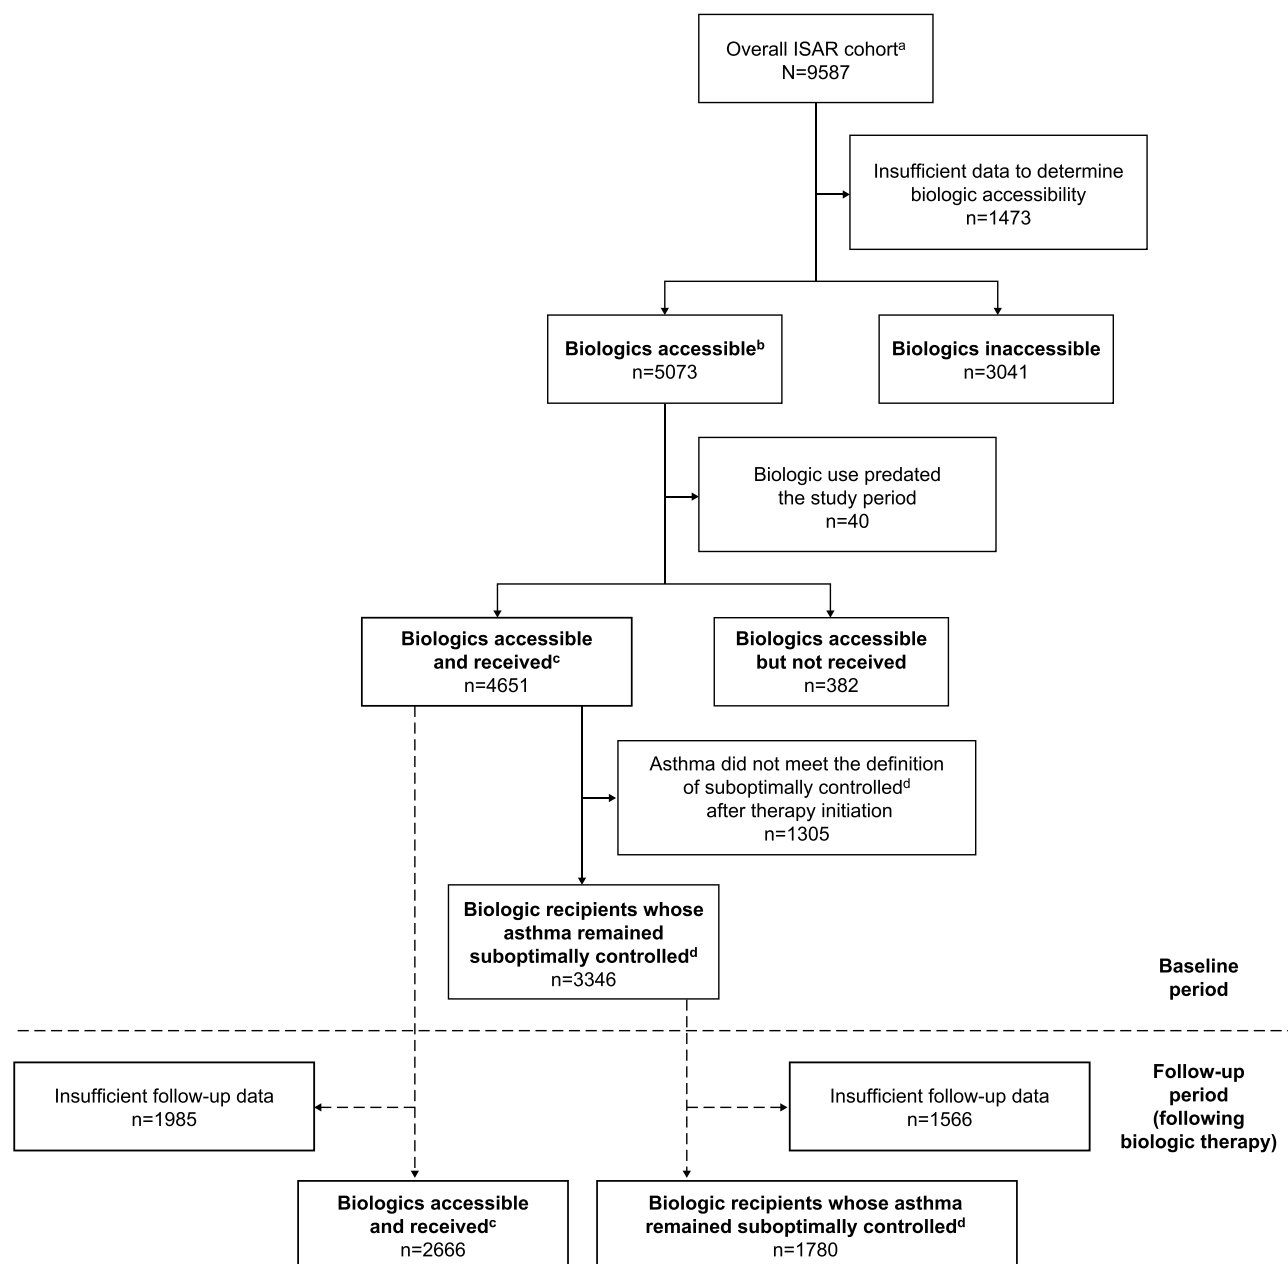 Overall ISAR cohortᵃ
N=9587
Insufficient data to determine
biologic accessibility
n=1473
Biologics accessibleᵇ
n=5073
Biologics inaccessible
n=3041
Biologic use predated
the study period
n=40
Biologics accessible
and receivedᶜ
n=4651
Biologics accessible
but not received
n=382
Asthma did not meet the definition
of suboptimally controlledᵈ
after therapy initiation
n=1305
Biologic recipients whose
asthma remained
suboptimally controlledᵈ
n=3346
Baseline
period
Insufficient follow-up data
n=1985
Insufficient follow-up data
n=1566
Follow-up
period
(following
biologic therapy)
Biologics accessible
and receivedᶜ
n=2666
Biologic recipients whose asthma
remained suboptimally controlledᵈ
n=1780